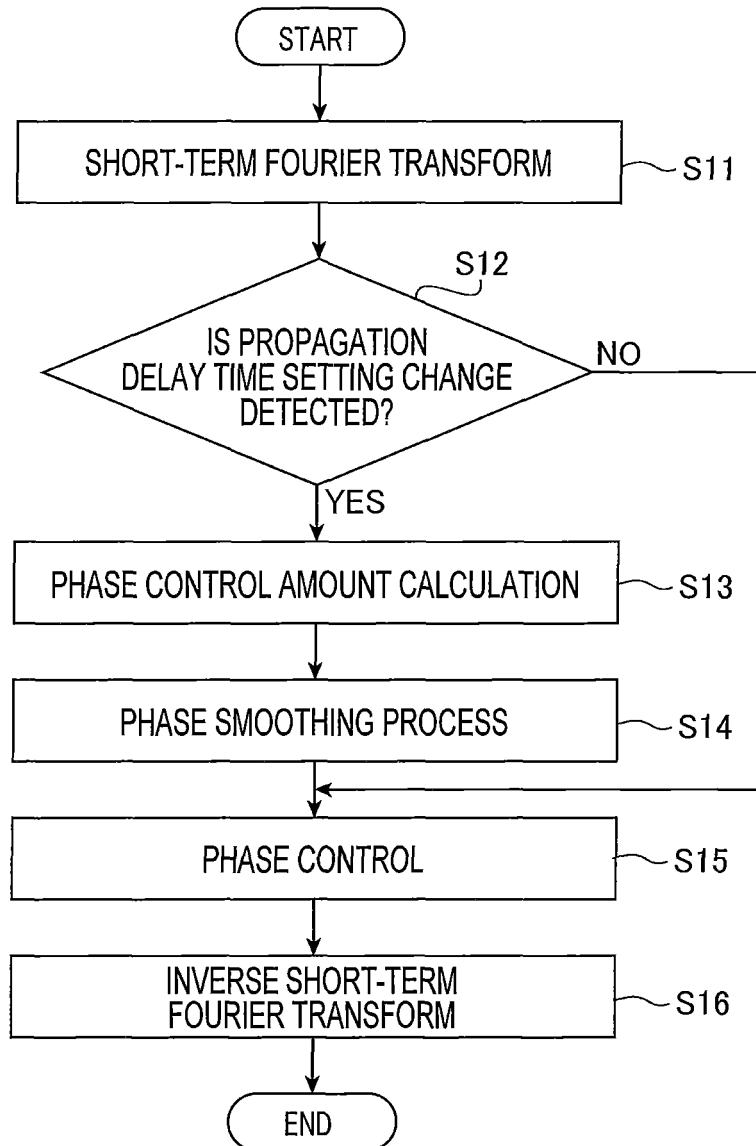 START
SHORT-TERM FOURIER TRANSFORM
S11
S12
IS PROPAGATION
DELAY TIME SETTING CHANGE
DETECTED?
NO
YES
PHASE CONTROL AMOUNT CALCULATION
S13
PHASE SMOOTHING PROCESS
S14
PHASE CONTROL
S15
INVERSE SHORT-TERM
FOURIER TRANSFORM
S16
END